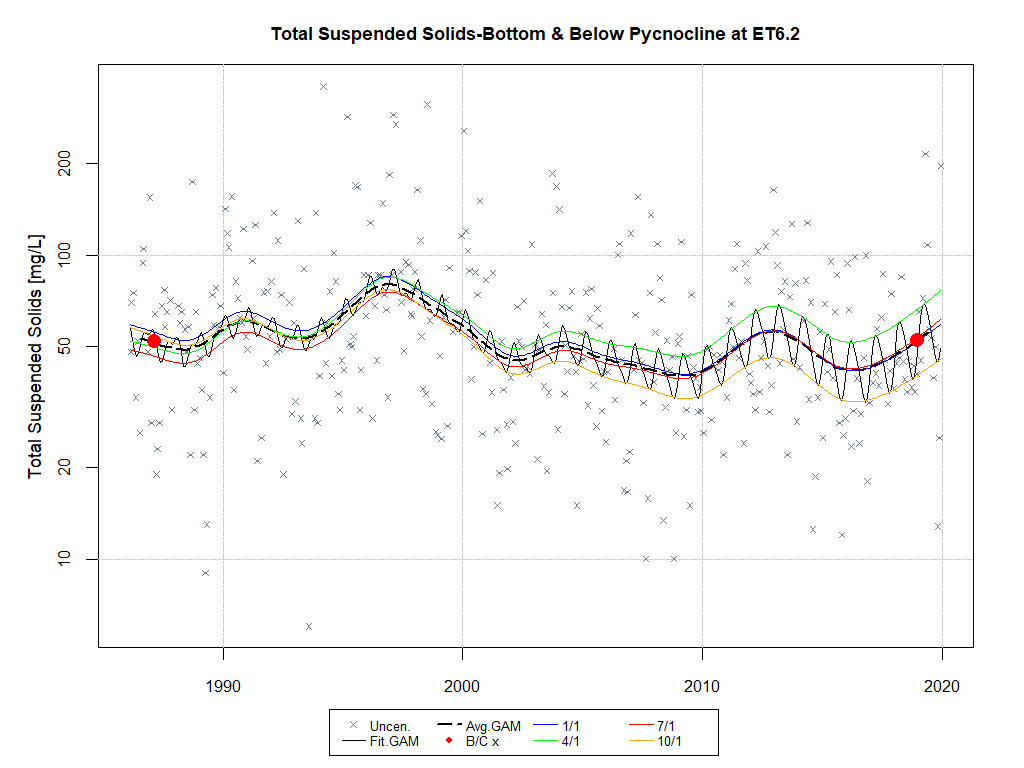 Total Suspended Solids-Bottom & Below Pycnocline at ET6.2
Total Suspended Solids [mg/L]
200
100
50
20
10
1990 2000 2010 2020
Uncen. Avg.GAM 1/1 7/1
Fit.GAM B/C x 4/1 10/1